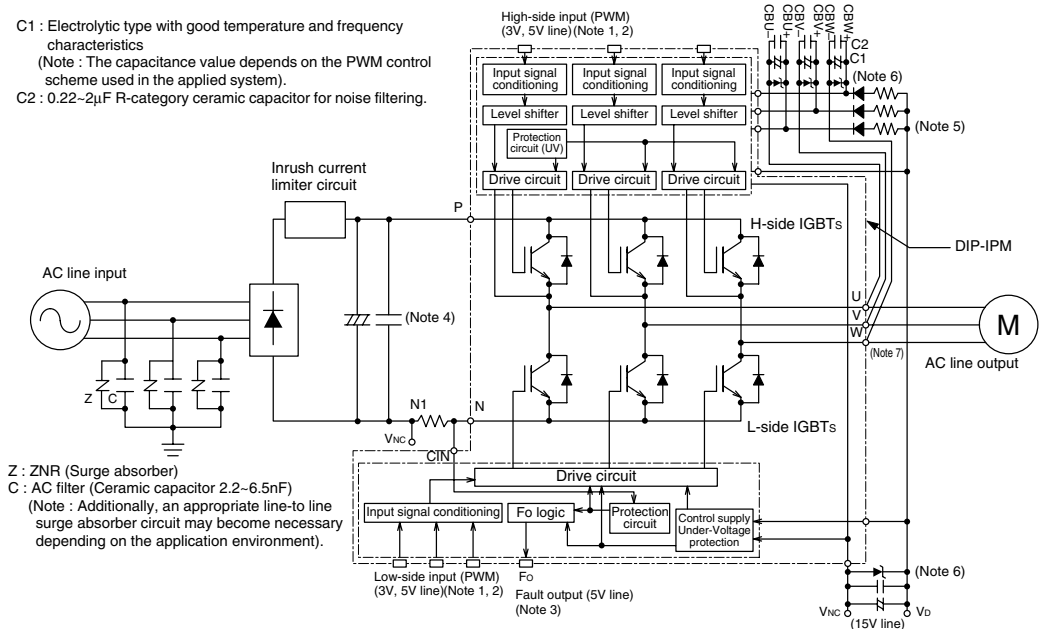 C1 : Electrolytic type with good temperature and frequency
characteristics
(Note : The capacitance value depends on the PWM control
scheme used in the applied system).
C2 : 0.22~2μF R-category ceramic capacitor for noise filtering.
High-side input (PWM)
(3V, 5V line)(Note 1, 2)
CBU-
CBU+
CBV-
CBV+
CBW-
CBW+
C2
C1
(Note 6)
(Note 5)
Input signal
conditioning
Input signal
conditioning
Input signal
conditioning
Level shifter
Level shifter
Level shifter
Protection
circuit (UV)
Drive circuit
Drive circuit
Drive circuit
Inrush current
limiter circuit
P
H-side IGBTS
DIP-IPM
AC line input
(Note 4)
U
V
W
(Note 7)
M
AC line output
Z
C
N1
N
VNC
CIN
L-side IGBTS
Z : ZNR (Surge absorber)
C : AC filter (Ceramic capacitor 2.2~6.5nF)
(Note : Additionally, an appropriate line-to line
surge absorber circuit may become necessary
depending on the application environment).
Drive circuit
Input signal conditioning
Fo logic
Protection
circuit
Control supply
Under-Voltage
protection
Low-side input (PWM)
(3V, 5V line)(Note 1, 2)
FO
Fault output (5V line)
(Note 3)
(Note 6)
VNC
VD
(15V line)